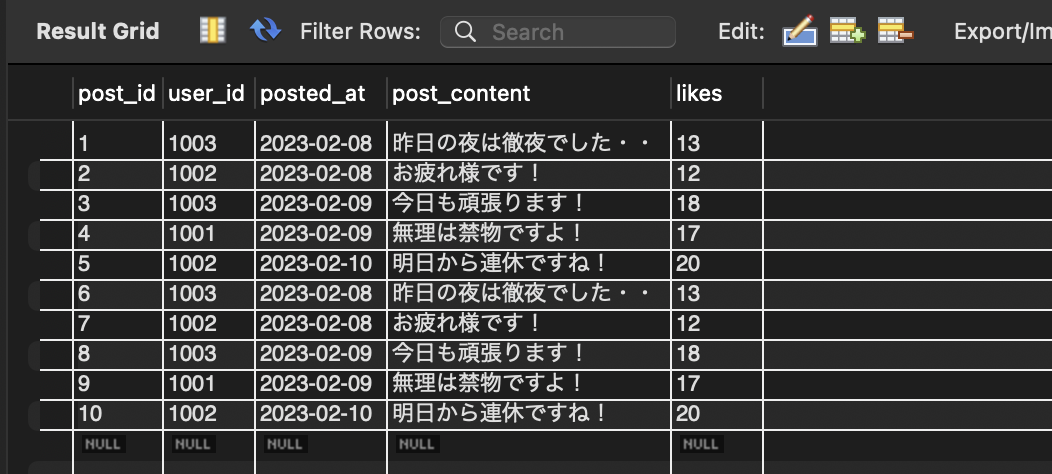 Result Grid Filter Rows: Search Edit: Export/Im
post_id user_id posted_at post_content likes
1 1003 2023-02-08 昨日の夜は徹夜でした・・ 13
2 1002 2023-02-08 お疲れ様です！ 12
3 1003 2023-02-09 今日も頑張ります！ 18
4 1001 2023-02-09 無理は禁物ですよ！ 17
5 1002 2023-02-10 明日から連休ですね！ 20
6 1003 2023-02-08 昨日の夜は徹夜でした・・ 13
7 1002 2023-02-08 お疲れ様です！ 12
8 1003 2023-02-09 今日も頑張ります！ 18
9 1001 2023-02-09 無理は禁物ですよ！ 17
10 1002 2023-02-10 明日から連休ですね！ 20
NULL NULL NULL NULL NULL